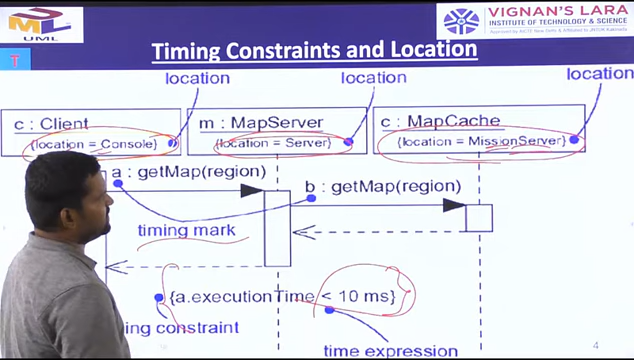 UML
VIGNAN'S LARA
INSTITUTE OF TECHNOLOGY & SCIENCE
Timing Constraints and Location
T
location
location
location
c : Client
{location = Console}
m : MapServer
{location = Server}
c : MapCache
{location = MissionServer}
a : getMap(region)
b : getMap(region)
timing mark
{a.executionTime < 10 ms}
ing constraint
time expression
4